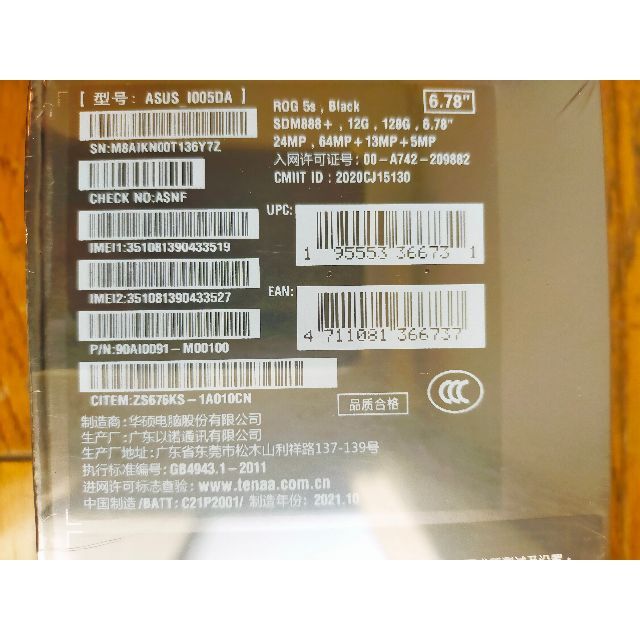 [ 型号: ASUS_I005DA ]
SN:M8AIKN00T136Y7Z
CHECK NO:ASNF
IMEI1:351081390433519
IMEI2:351081390433527
P/N:90AI0091-M00100
CITEM:ZS676KS-1A010CN
ROG 5s , Black
6.78"
SDM888+ , 12G , 128G , 6.78"
24MP , 64MP+13MP+5MP
入网许可证号: 00-A742-209882
CMIIT ID : 2020CJ15130
UPC:
1 95553 36673 1
EAN:
4 711081 366737
品质合格
CCC
制造商: 华硕电脑股份有限公司
生产厂: 广东以诺通讯有限公司
生产厂地址: 广东省东莞市松木山利祥路137-139号
执行标准编号: GB4943.1-2011
进网许可标志查验: www.tenaa.com.cn
中国制造 /BATT: C21P2001/ 制造年份: 2021.10